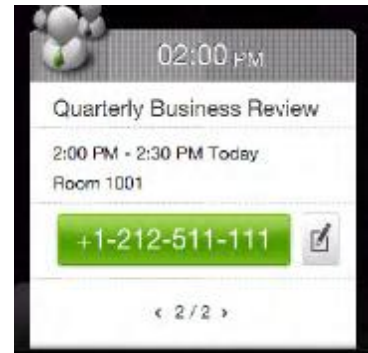 02:00 PM
Quarterly Business Review
2:00 PM - 2:30 PM Today
Room 1001
+1-212-511-111
< 2/2 >